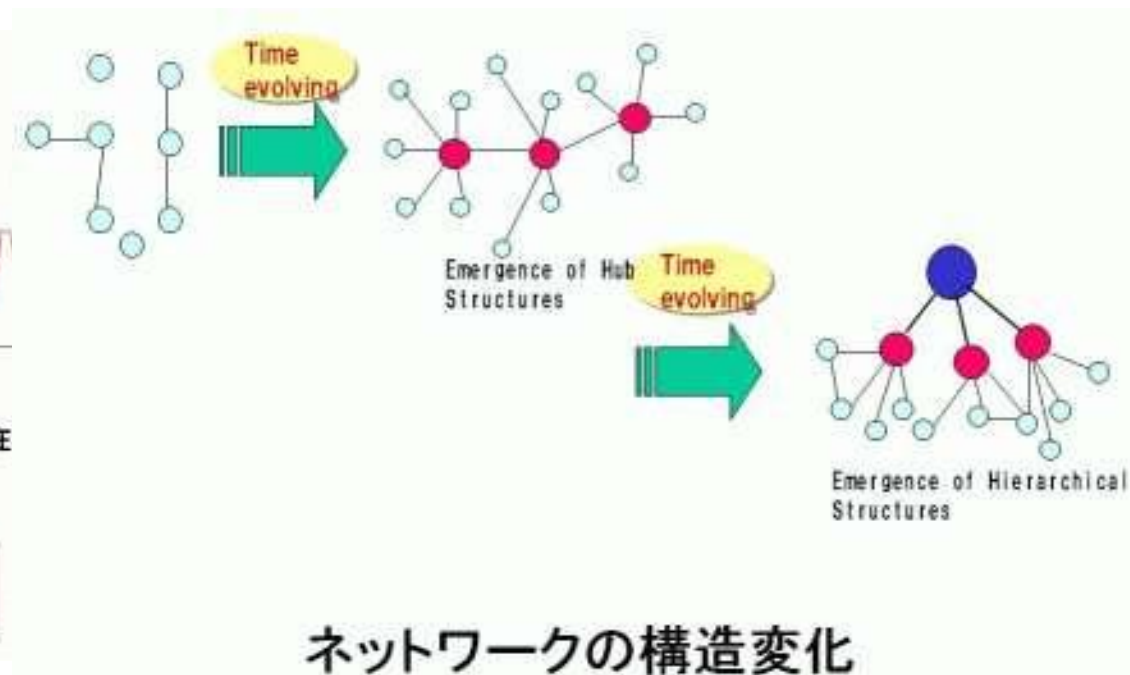 Time
evolving
Emergence of Hub
Structures
Time
evolving
Emergence of Hierarchical
Structures
ネットワークの構造変化